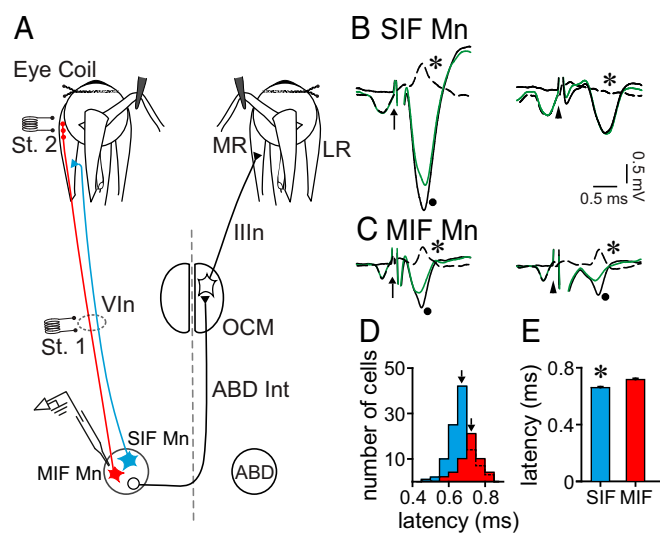 A
Eye Coil
St. 2
MR
LR
IIIn
VIn
St. 1
OCM
ABD Int
SIF Mn
MIF Mn
ABD
B SIF Mn
*
*
0.5 mV
0.5 ms
C MIF Mn
*
*
D
number of cells
50
30
10
0.4 0.6 0.8
latency (ms)
E
latency (ms)
0.8
0.4
0
*
SIF MIF